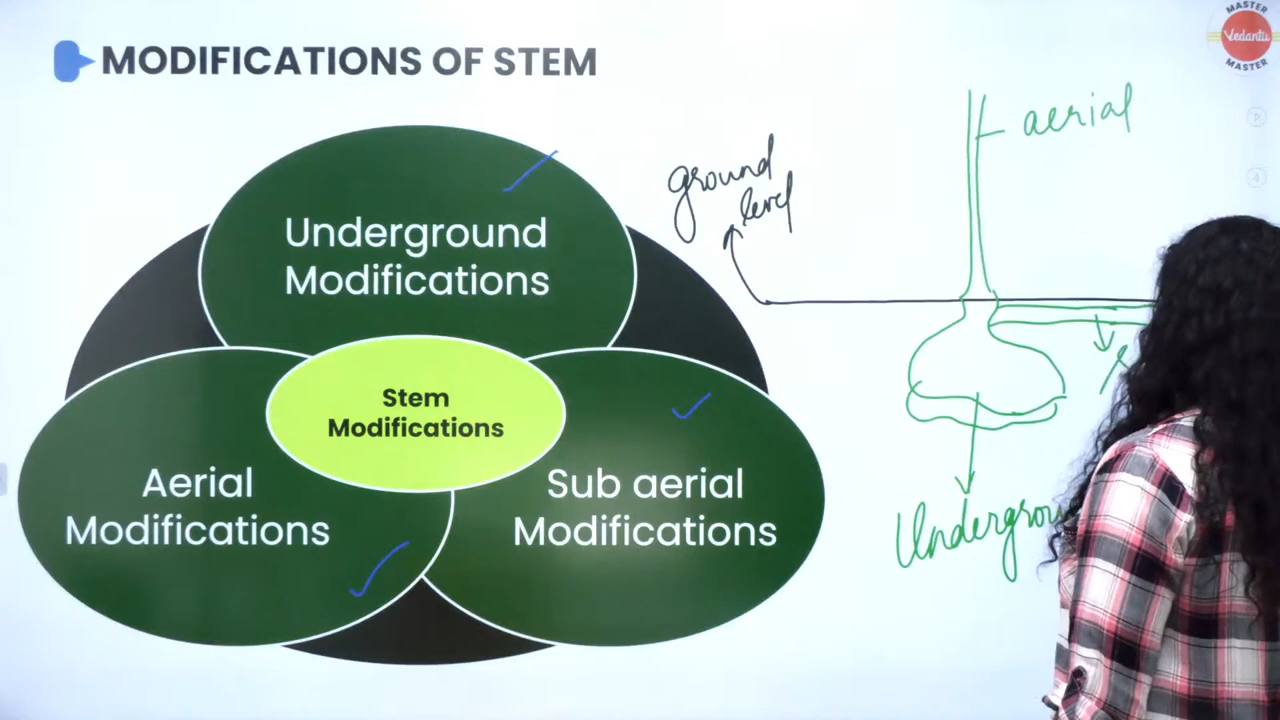 MODIFICATIONS OF STEM
Underground
Modifications
Stem
Modifications
Aerial
Modifications
Sub aerial
Modifications
ground
level
aerial
MASTER
Vedantu
MASTER